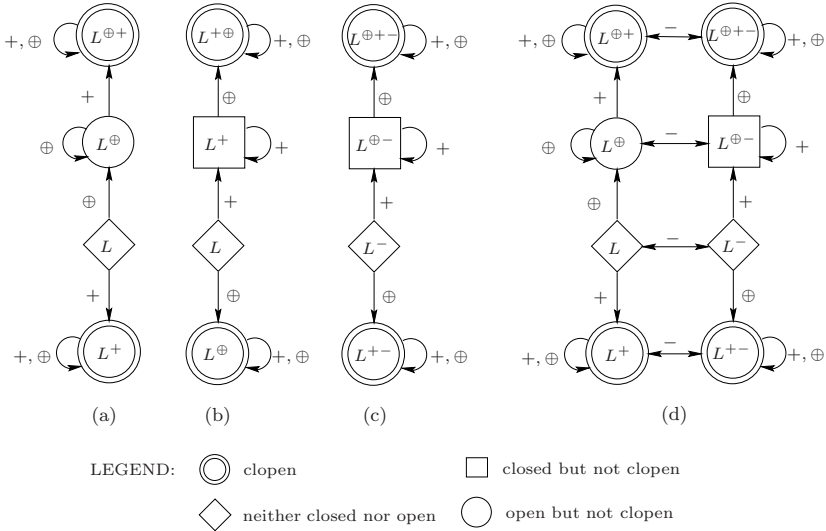 +, ⊕ L^{⊕+} L^{+⊕} +, ⊕ L^{⊕+−} +, ⊕ +, ⊕ L^{⊕+} − L^{⊕+−} +, ⊕
+ ⊕ ⊕ + ⊕
⊕ L^{⊕} L^{+} + L^{⊕−} + ⊕ L^{⊕} − L^{⊕−} +
⊕ + + ⊕ +
L L L^{−} L − L^{−}
+ ⊕ ⊕ + ⊕
+, ⊕ L^{+} L^{⊕} +, ⊕ L^{+−} +, ⊕ +, ⊕ L^{+} − L^{+−} +, ⊕
(a) (b) (c) (d)
LEGEND: clopen closed but not clopen
neither closed nor open open but not clopen